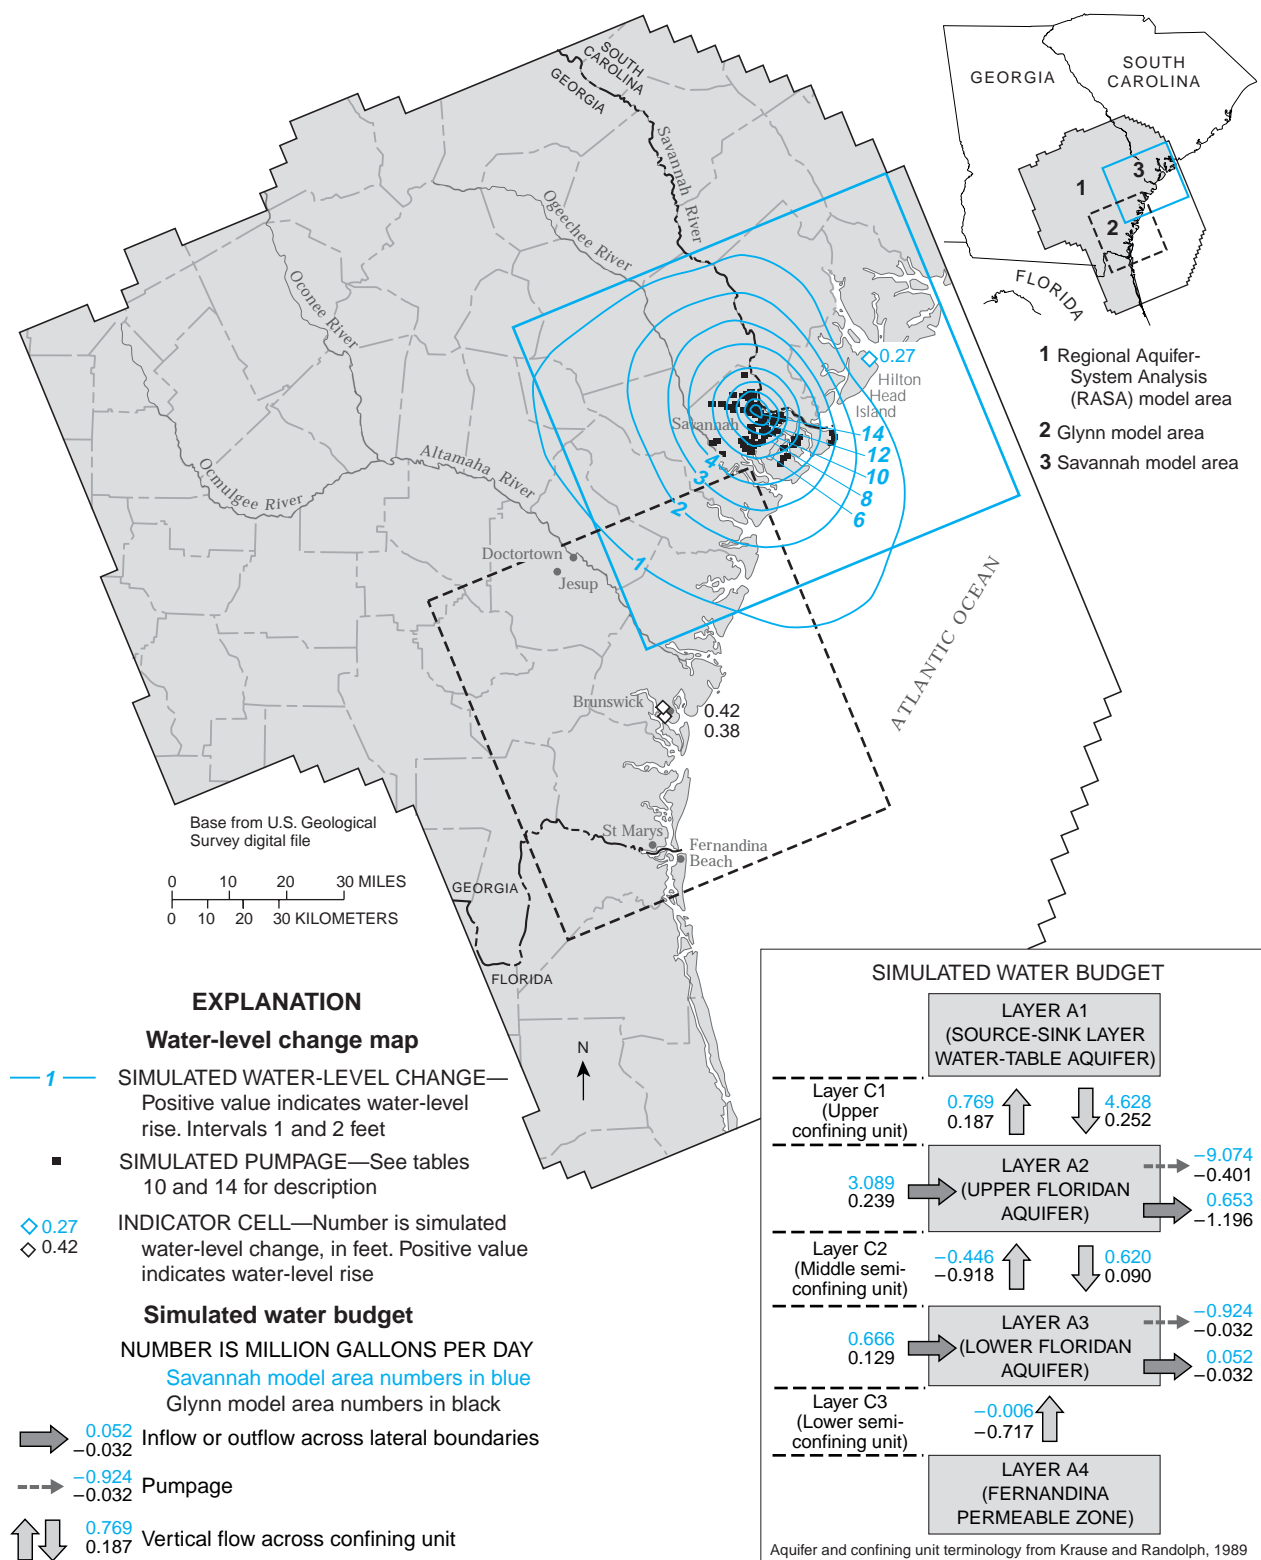 SOUTH
CAROLINA
GEORGIA
Savannah River
Ogeechee River
Oconee River
Ocmulgee River
Altamaha River
0.27
Hilton
Head
Island
Savannah
14
12
10
8
6
4
3
2
1
Doctortown
Jesup
Brunswick
0.42
0.38
ATLANTIC OCEAN
St Marys
Fernandina
Beach
GEORGIA
FLORIDA
Base from U.S. Geological
Survey digital file
0 10 20 30 MILES
0 10 20 30 KILOMETERS
N
GEORGIA
SOUTH
CAROLINA
FLORIDA
1
2
3
1 Regional Aquifer-
System Analysis
(RASA) model area
2 Glynn model area
3 Savannah model area
EXPLANATION
Water-level change map
1 SIMULATED WATER-LEVEL CHANGE—
Positive value indicates water-level
rise. Intervals 1 and 2 feet
SIMULATED PUMPAGE—See tables
10 and 14 for description
0.27 INDICATOR CELL—Number is simulated
0.42 water-level change, in feet. Positive value
indicates water-level rise
Simulated water budget
NUMBER IS MILLION GALLONS PER DAY
Savannah model area numbers in blue
Glynn model area numbers in black
0.052
−0.032 Inflow or outflow across lateral boundaries
−0.924
−0.032 Pumpage
0.769
0.187 Vertical flow across confining unit
SIMULATED WATER BUDGET
LAYER A1
(SOURCE-SINK LAYER
WATER-TABLE AQUIFER)
Layer C1
(Upper
confining unit)
0.769
0.187
4.628
0.252
3.089
0.239
LAYER A2
(UPPER FLORIDAN
AQUIFER)
−9.074
−0.401
0.653
−1.196
Layer C2
(Middle semi-
confining unit)
−0.446
−0.918
0.620
0.090
0.666
0.129
LAYER A3
(LOWER FLORIDAN
AQUIFER)
−0.924
−0.032
0.052
−0.032
Layer C3
(Lower semi-
confining unit)
−0.006
−0.717
LAYER A4
(FERNANDINA
PERMEABLE ZONE)
Aquifer and confining unit terminology from Krause and Randolph, 1989